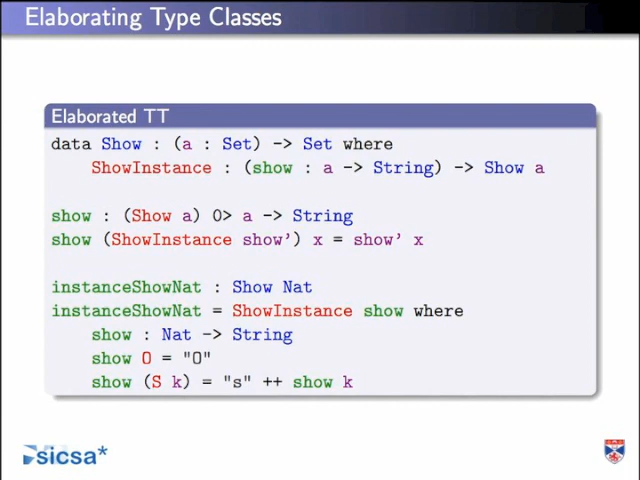 Elaborating Type Classes
Elaborated TT
data Show : (a : Set) -> Set where
    ShowInstance : (show : a -> String) -> Show a
show : (Show a) 0> a -> String
show (ShowInstance show') x = show' x
instanceShowNat : Show Nat
instanceShowNat = ShowInstance show where
    show : Nat -> String
    show O = "O"
    show (S k) = "s" ++ show k
sicsa*